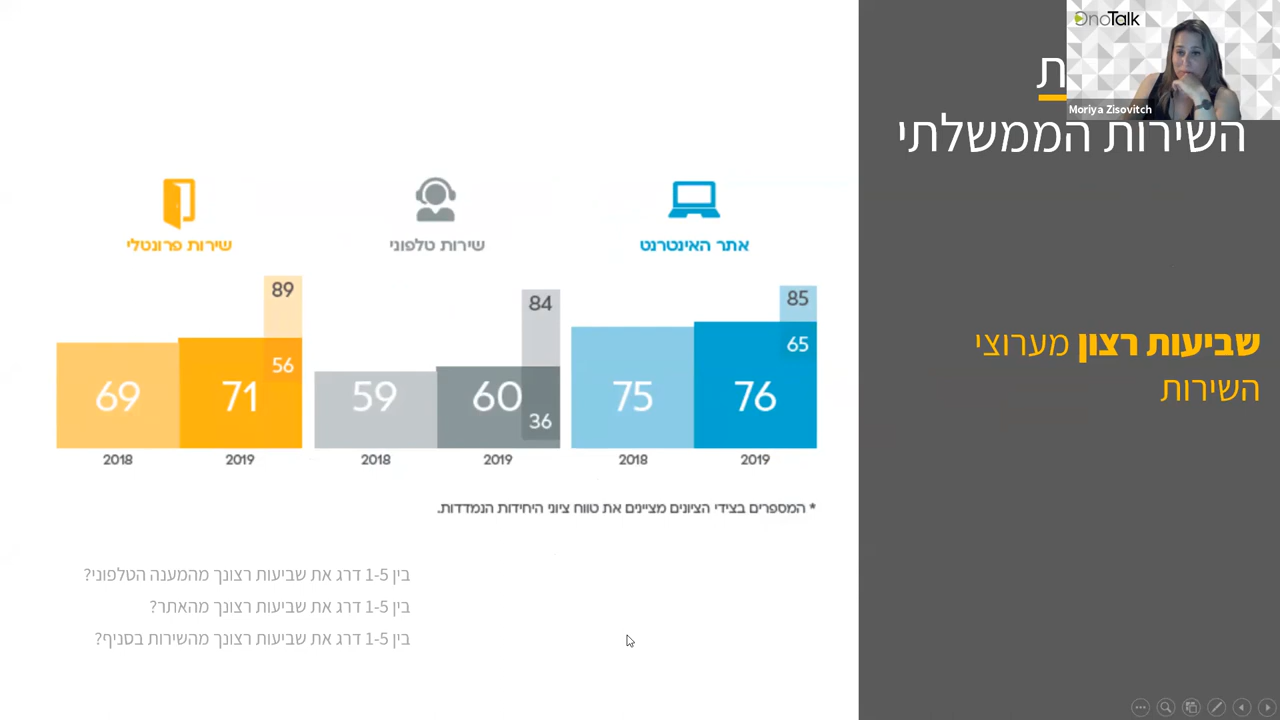 OnoTalk
Moriya Zisovitch
השירות הממשלתי
שביעות רצון מערוצי
השירות
אתר האינטרנט
שירות טלפוני
שירות פרונטלי
89
56
69
71
2018
2019
84
36
59
60
2018
2019
85
65
75
76
2018
2019
* המספרים בצידי הציונים מציינים את טווח ציוני היחידות הנמדדות.
בין 1-5 דרג את שביעות רצונך מהמענה הטלפוני?
בין 1-5 דרג את שביעות רצונך מהאתר?
בין 1-5 דרג את שביעות רצונך מהשירות בסניף?